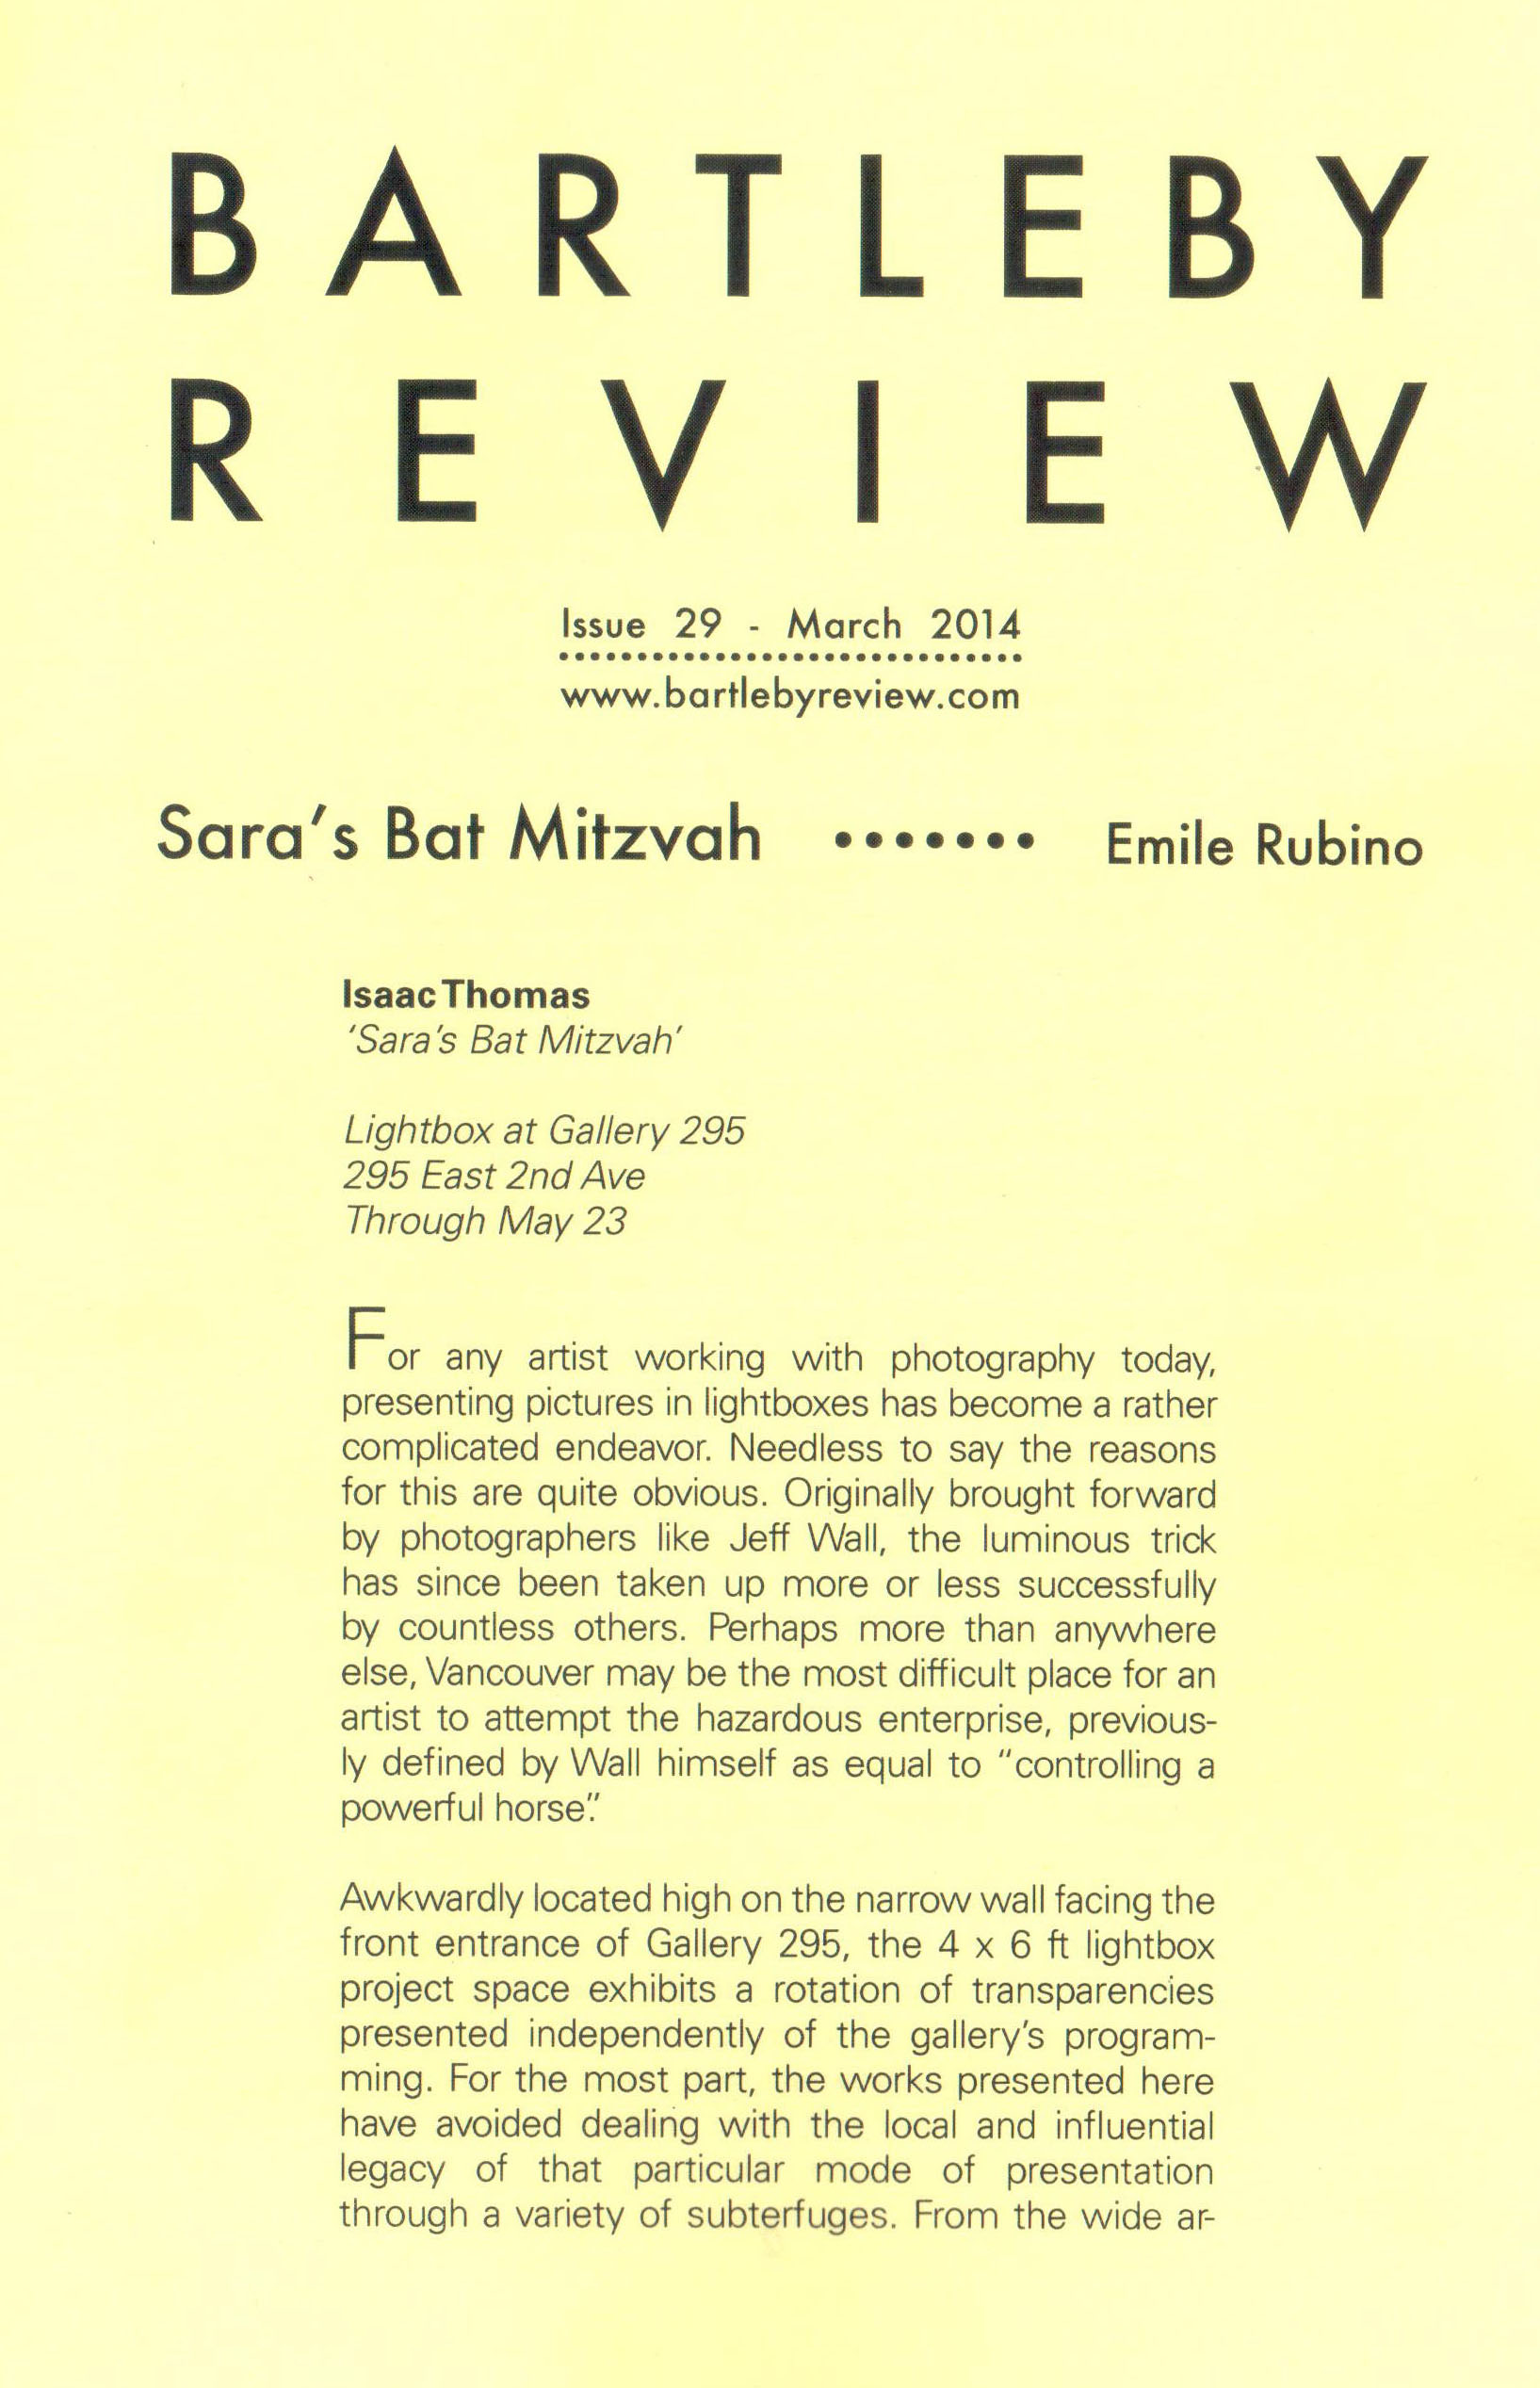 BARTLEBY
REVIEW
Issue 29 - March 2014
www.bartlebyreview.com
Sara's Bat Mitzvah ....... Emile Rubino
Isaac Thomas
'Sara's Bat Mitzvah'
Lightbox at Gallery 295
295 East 2nd Ave
Through May 23
For any artist working with photography today,
presenting pictures in lightboxes has become a rather
complicated endeavor. Needless to say the reasons
for this are quite obvious. Originally brought forward
by photographers like Jeff Wall, the luminous trick
has since been taken up more or less successfully
by countless others. Perhaps more than anywhere
else, Vancouver may be the most difficult place for an
artist to attempt the hazardous enterprise, previous-
ly defined by Wall himself as equal to "controlling a
powerful horse."
Awkwardly located high on the narrow wall facing the
front entrance of Gallery 295, the 4 x 6 ft lightbox
project space exhibits a rotation of transparencies
presented independently of the gallery's program-
ming. For the most part, the works presented here
have avoided dealing with the local and influential
legacy of that particular mode of presentation
through a variety of subterfuges. From the wide ar-